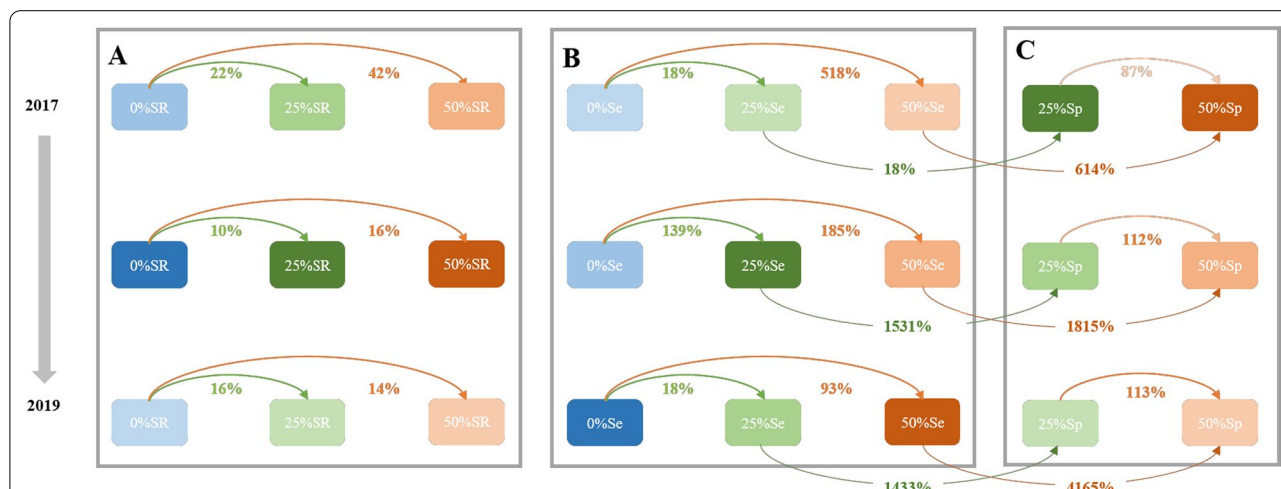 A
B
C
22%
42%
18%
518%
87%
2017
0%SR
25%SR
50%SR
0%Se
25%Se
50%Se
25%Sp
50%Sp
18%
614%
10%
16%
139%
185%
112%
0%SR
25%SR
50%SR
0%Se
25%Se
50%Se
25%Sp
50%Sp
1531%
1815%
16%
14%
18%
93%
113%
2019
0%SR
25%SR
50%SR
0%Se
25%Se
50%Se
25%Sp
50%Sp
1433%
4165%